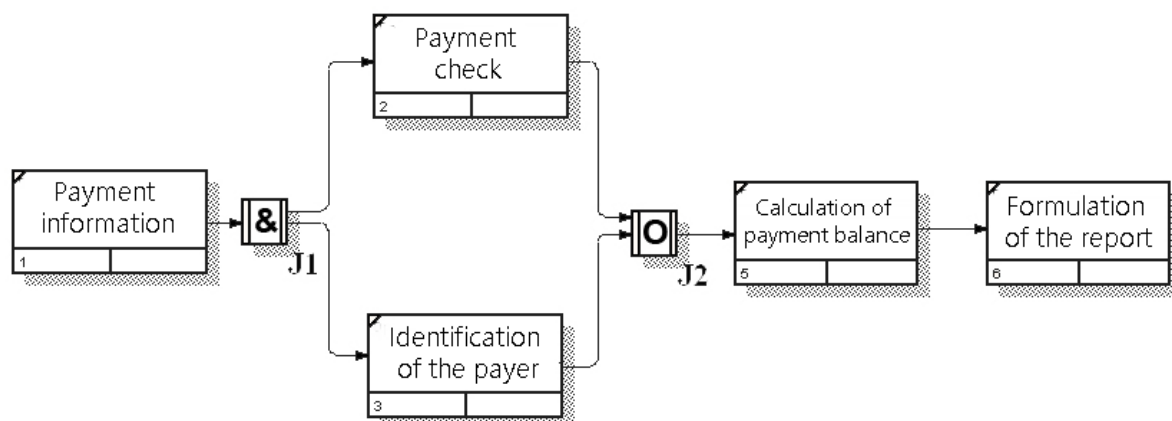 Payment
check
2
Payment
information
1
&
J1
Identification
of the payer
3
O
J2
Calculation of
payment balance
5
Formulation
of the report
6